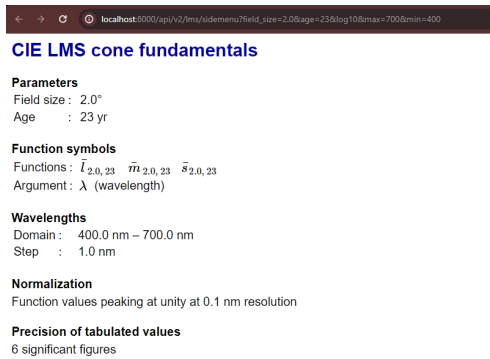 localhost:8000/api/v2/lms/sidemenu?field_size=2.0&age=23&log10&max=700&min=400
CIE LMS cone fundamentals
Parameters
Field size : 2.0°
Age : 23 yr
Function symbols
Functions : l̄ 2.0, 23 m̄ 2.0, 23 s̄ 2.0, 23
Argument : λ (wavelength)
Wavelengths
Domain : 400.0 nm – 700.0 nm
Step : 1.0 nm
Normalization
Function values peaking at unity at 0.1 nm resolution
Precision of tabulated values
6 significant figures